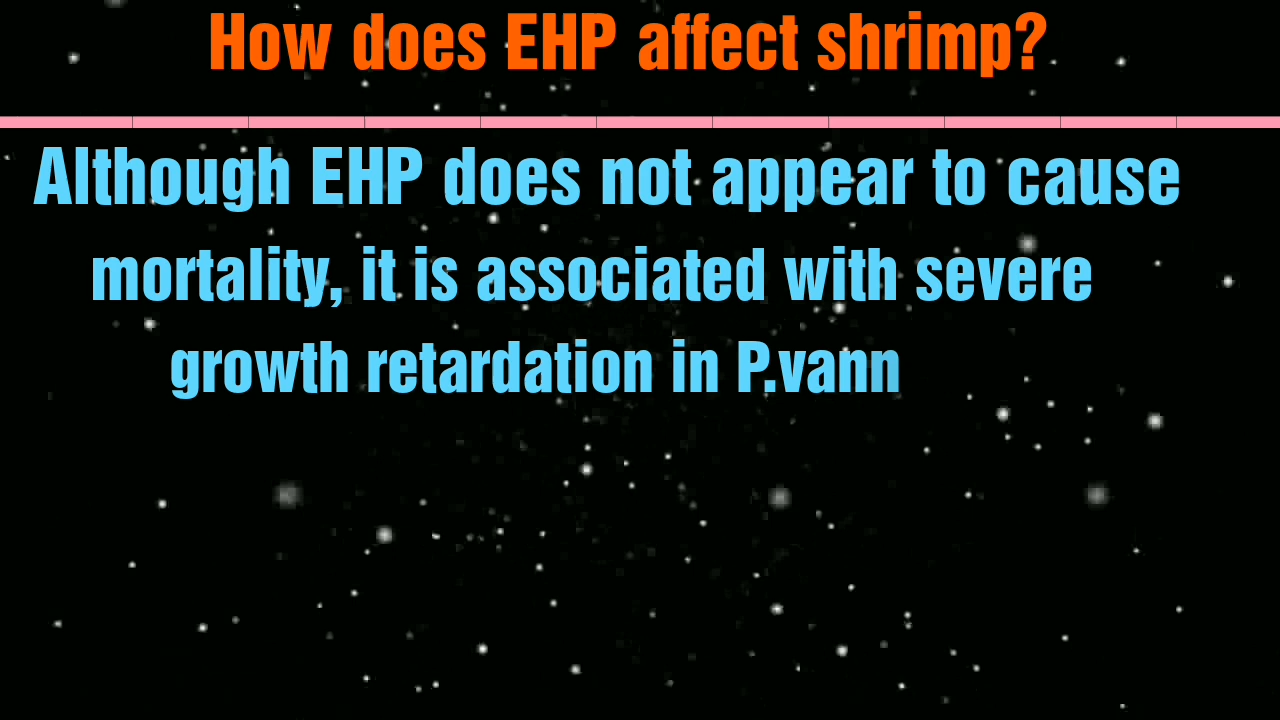 How does EHP affect shrimp?
Although EHP does not appear to cause
mortality, it is associated with severe
growth retardation in P.vann